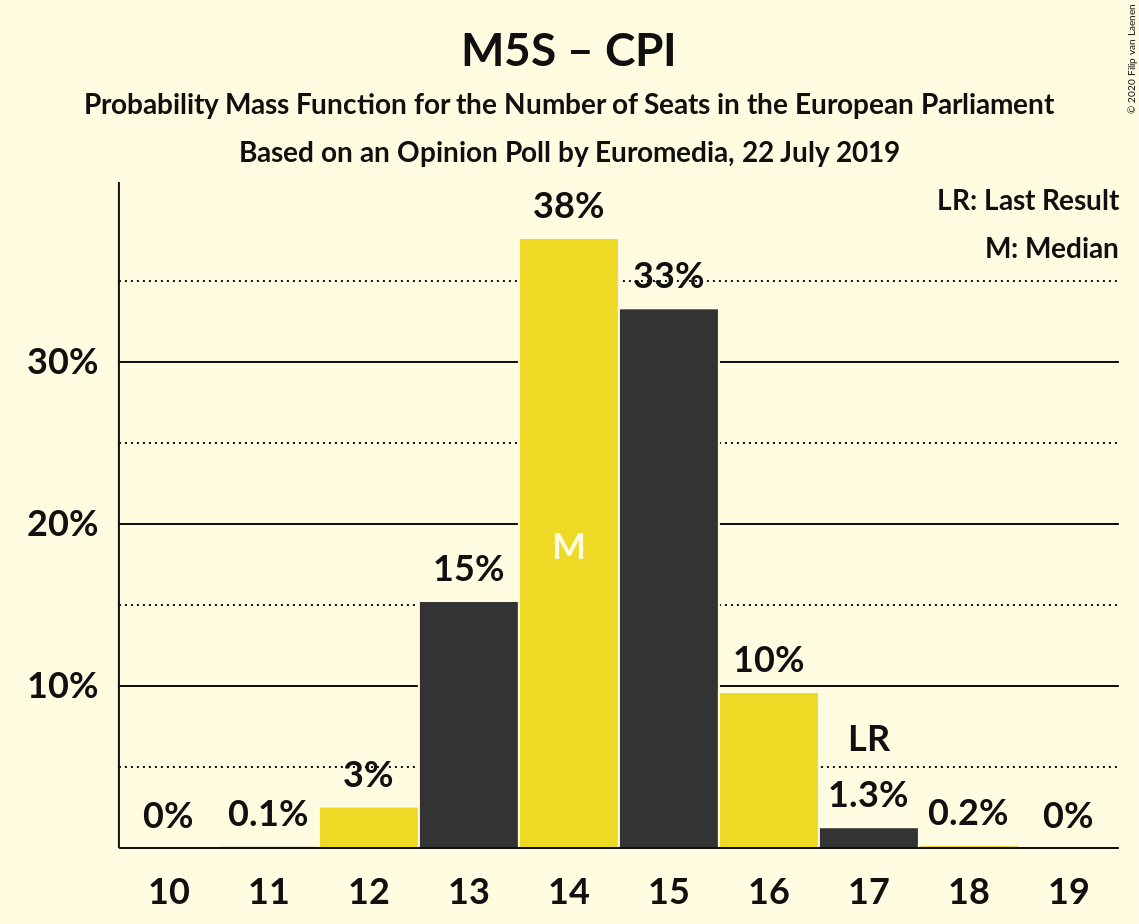 M5S – CPI
Probability Mass Function for the Number of Seats in the European Parliament
Based on an Opinion Poll by Euromedia, 22 July 2019
© 2020 Filip van Laenen
LR: Last Result
M: Median
38%
33%
30%
20%
M
15%
10%
10%
LR
3%
1.3%
0%
0.1%
0.2%
0%
10 11 12 13 14 15 16 17 18 19